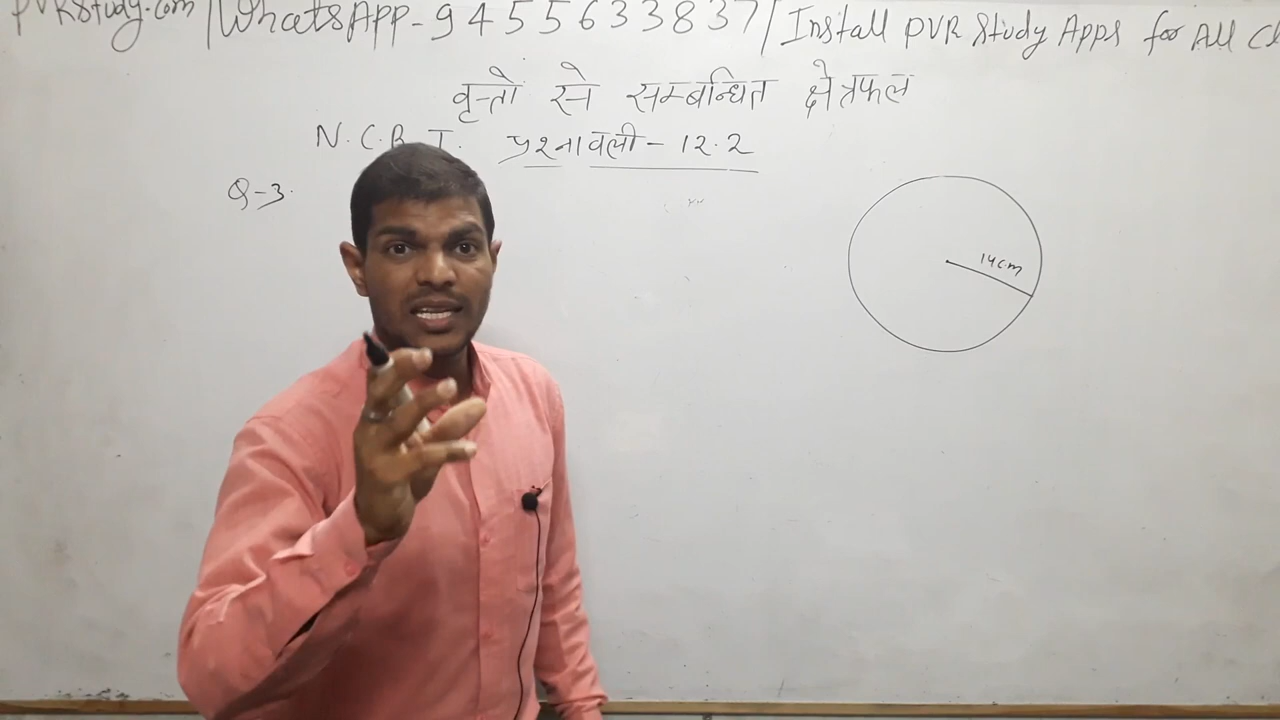 PVRStudy.com | WhatsApp-9455633837 | Install PVR Study Apps for All
वृत्तो से सम्बन्धित क्षेत्रफल
N.C.R.T. प्रश्नावली - 12.2
Q-3.
14cm